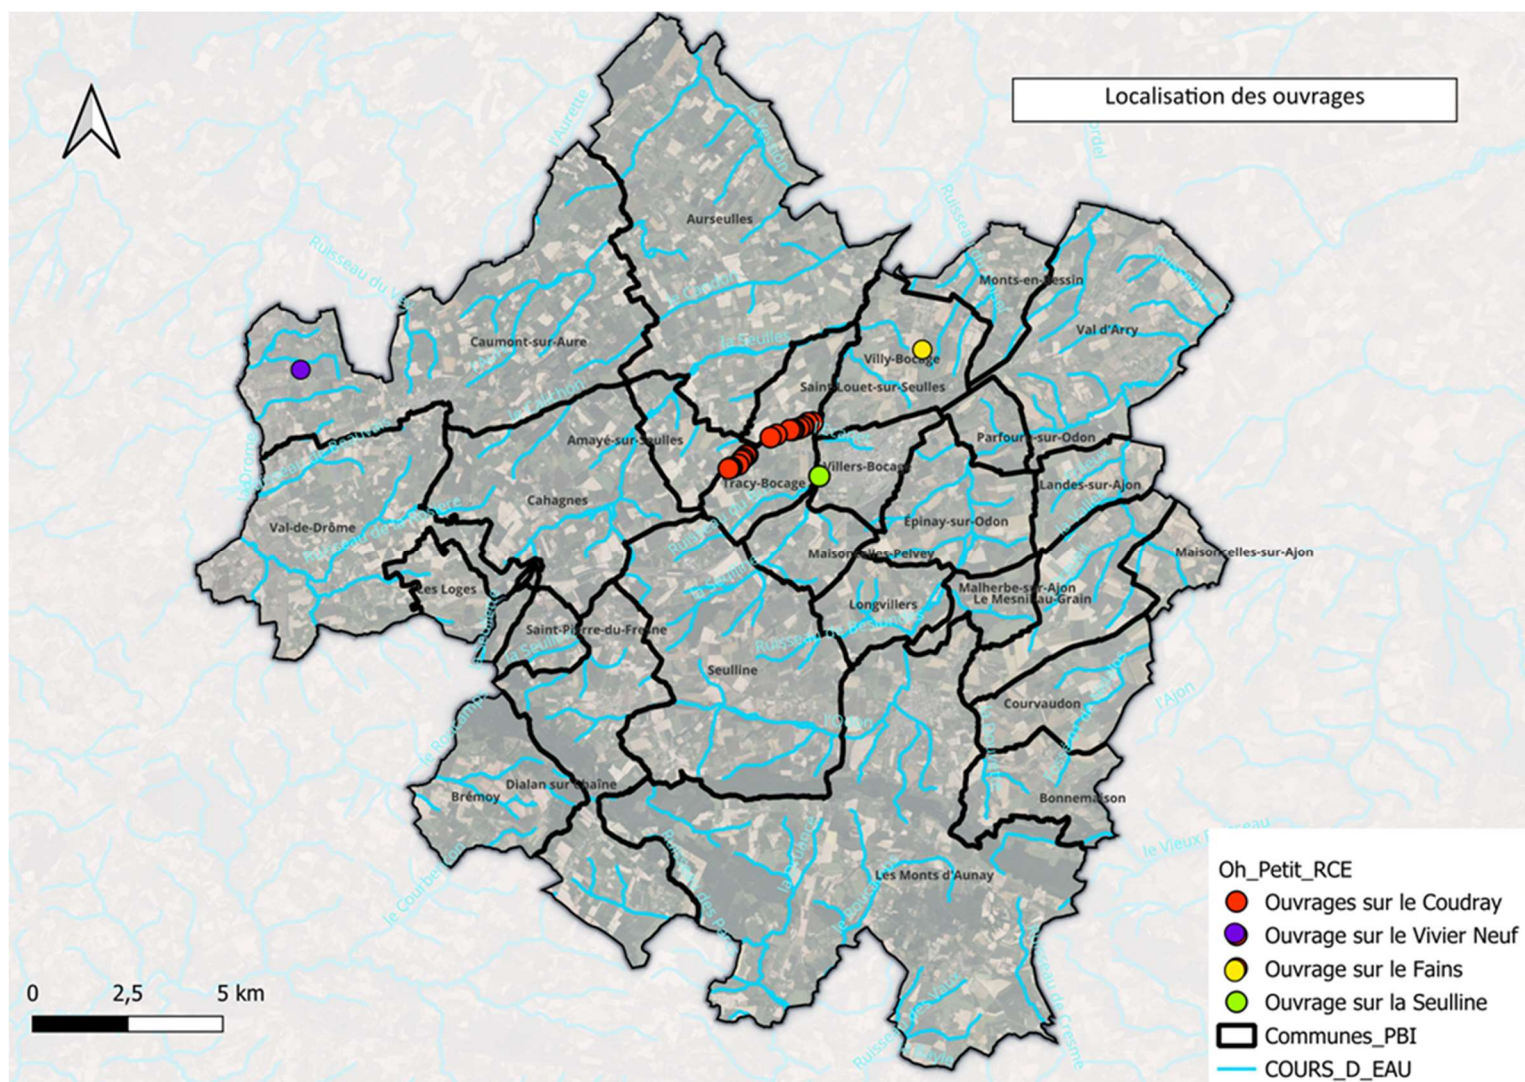 Localisation des ouvrages
l'Aurette
Aurseulles
Monts-en-Bessin
Val d'Arry
Caumont-sur-Aure
la Seulles
Villy-Bocage
Saint-Louet-sur-Seulles
Amayé-sur-Seulles
Parfouru-sur-Odon
Villers-Bocage
Tracy-Bocage
Landes-sur-Ajon
Cahagnes
Val-de-Drôme
Épinay-sur-Odon
Maisoncelles-Pelvey
Maisoncelles-sur-Ajon
Les Loges
Malherbe-sur-Ajon
Le Mesnil-au-Grain
Longvillers
Saint-Pierre-du-Fresne
Seulline
l'Ajon
Courvaudon
l'Odon
Dialan sur Chaîne
Brémoy
Bonnemaison
Les Monts d'Aunay
Oh_Petit_RCE
Ouvrages sur le Coudray
Ouvrage sur le Vivier Neuf
Ouvrage sur le Fains
Ouvrage sur la Seulline
Communes_PBI
COURS_D_EAU
0 2,5 5 km